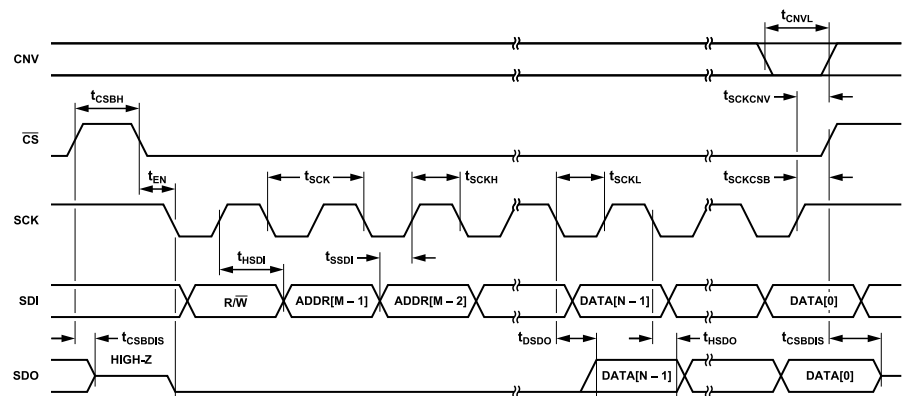 tCNVL
CNV
tCSBH
tSCKCNV
CS
tEN
tSCK
tSCKH
tSCKL
tSCKCSB
SCK
tHSDI
tSSDI
SDI
R/W
ADDR[M – 1]
ADDR[M – 2]
DATA[N – 1]
DATA[0]
tCSBDIS
tDSDO
tHSDO
tCSBDIS
HIGH-Z
SDO
DATA[N – 1]
DATA[0]